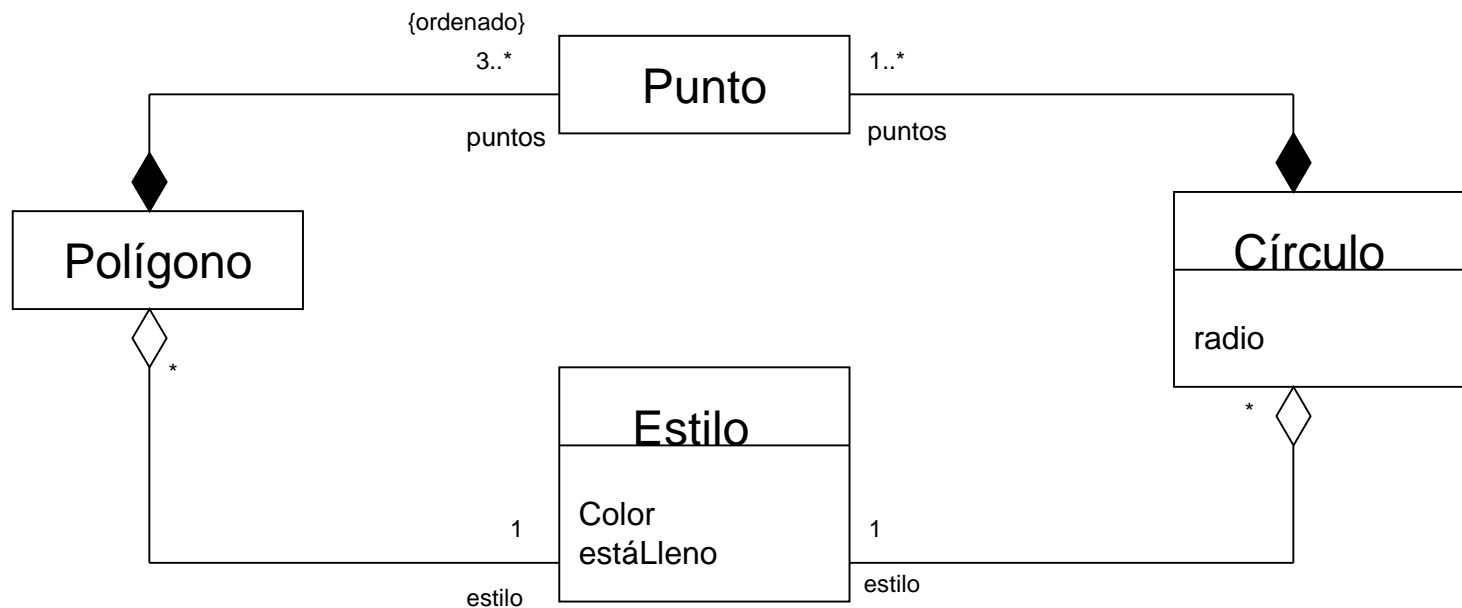 {ordenado}
3..*
Punto
1..*
puntos
puntos
Polígono
Círculo
radio
*
*
Estilo
Color
estáLleno
1
1
estilo
estilo